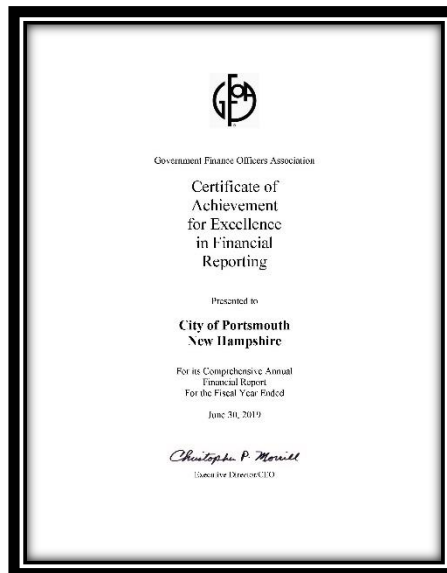 GFOA
Government Finance Officers Association
Certificate of
Achievement
for Excellence
in Financial
Reporting
Presented to
City of Portsmouth
New Hampshire
For its Comprehensive Annual
Financial Report
For the Fiscal Year Ended
June 30, 2019
Christopher P. Morrill
Executive Director/CEO